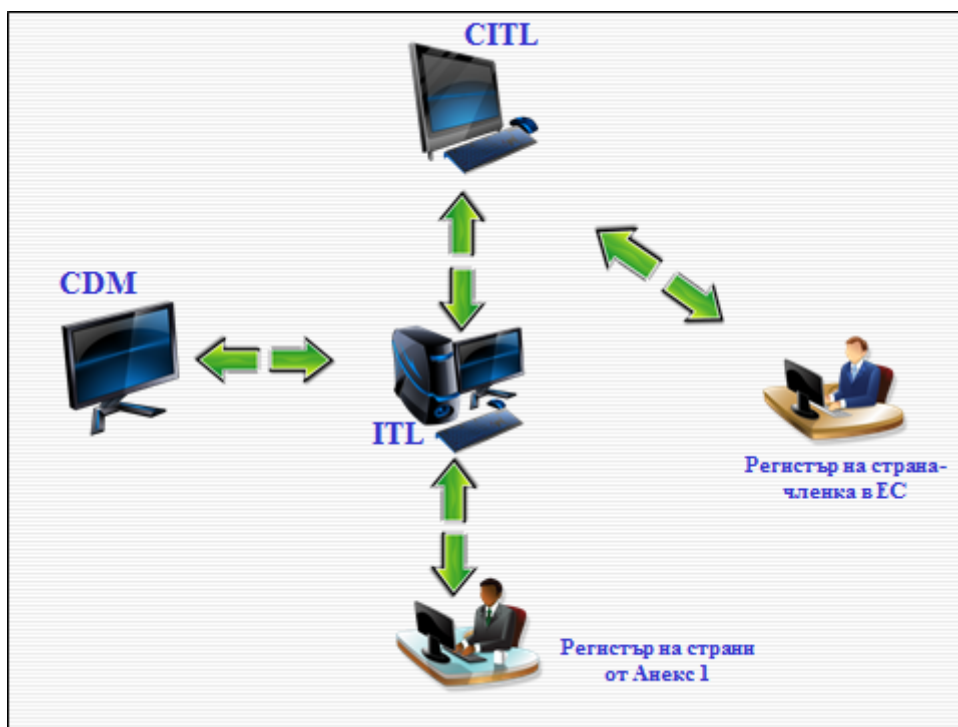 CITL
CDM
ITL
Регистър на страна-
членка в ЕС
Регистър на страни
от Анекс 1